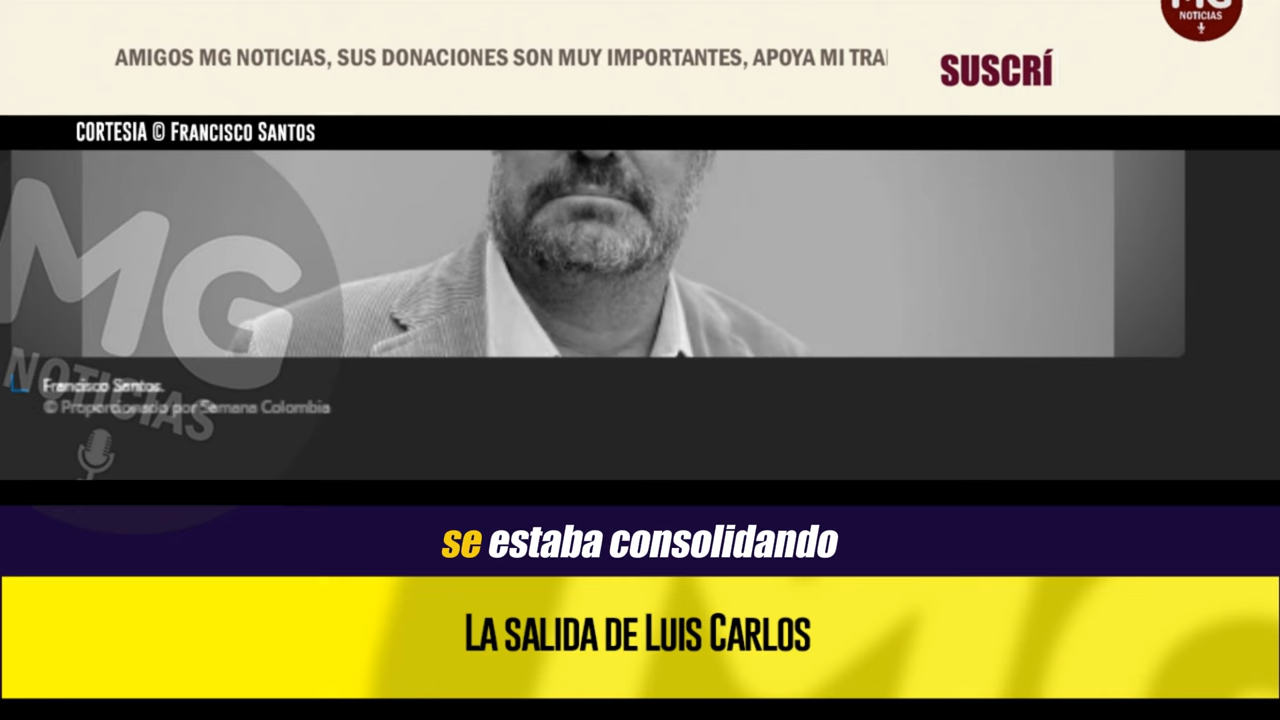 MG
NOTICIAS
AMIGOS MG NOTICIAS, SUS DONACIONES SON MUY IMPORTANTES, APOYA MI TRA
SUSCRÍ
CORTESIA © FRANCISCO SANTOS
MG
NOTICIAS
Francisco Santos.
© Proporcionado por Semana Colombia
se estaba consolidando
LA SALIDA DE LUIS CARLOS